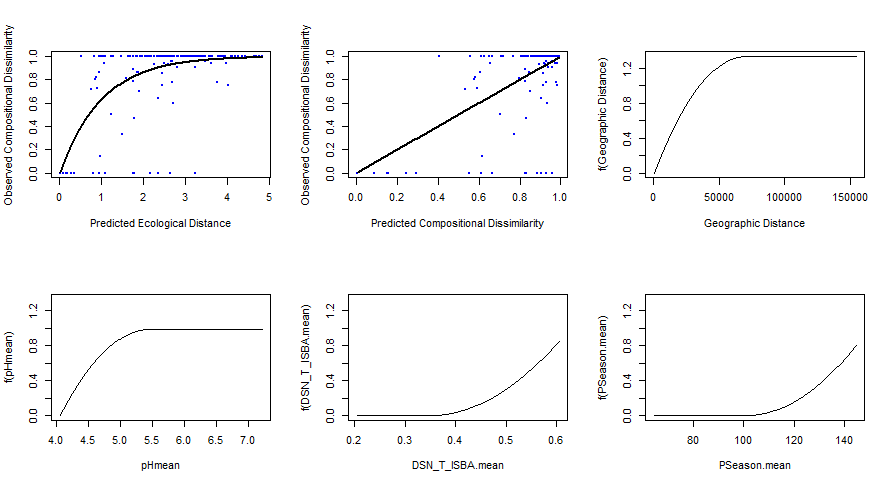 Observed Compositional Dissimilarity
0.0 0.2 0.4 0.6 0.8 1.0
0 1 2 3 4 5
Predicted Ecological Distance
Observed Compositional Dissimilarity
0.0 0.2 0.4 0.6 0.8 1.0
0.0 0.2 0.4 0.6 0.8 1.0
Predicted Compositional Dissimilarity
f(Geographic Distance)
0.0 0.4 0.8 1.2
0 50000 100000 150000
Geographic Distance
f(pHmean)
0.0 0.4 0.8 1.2
4.0 4.5 5.0 5.5 6.0 6.5 7.0
pHmean
f(DSN_T_ISBA.mean)
0.0 0.4 0.8 1.2
0.2 0.3 0.4 0.5 0.6
DSN_T_ISBA.mean
f(PSeason.mean)
0.0 0.4 0.8 1.2
80 100 120 140
PSeason.mean